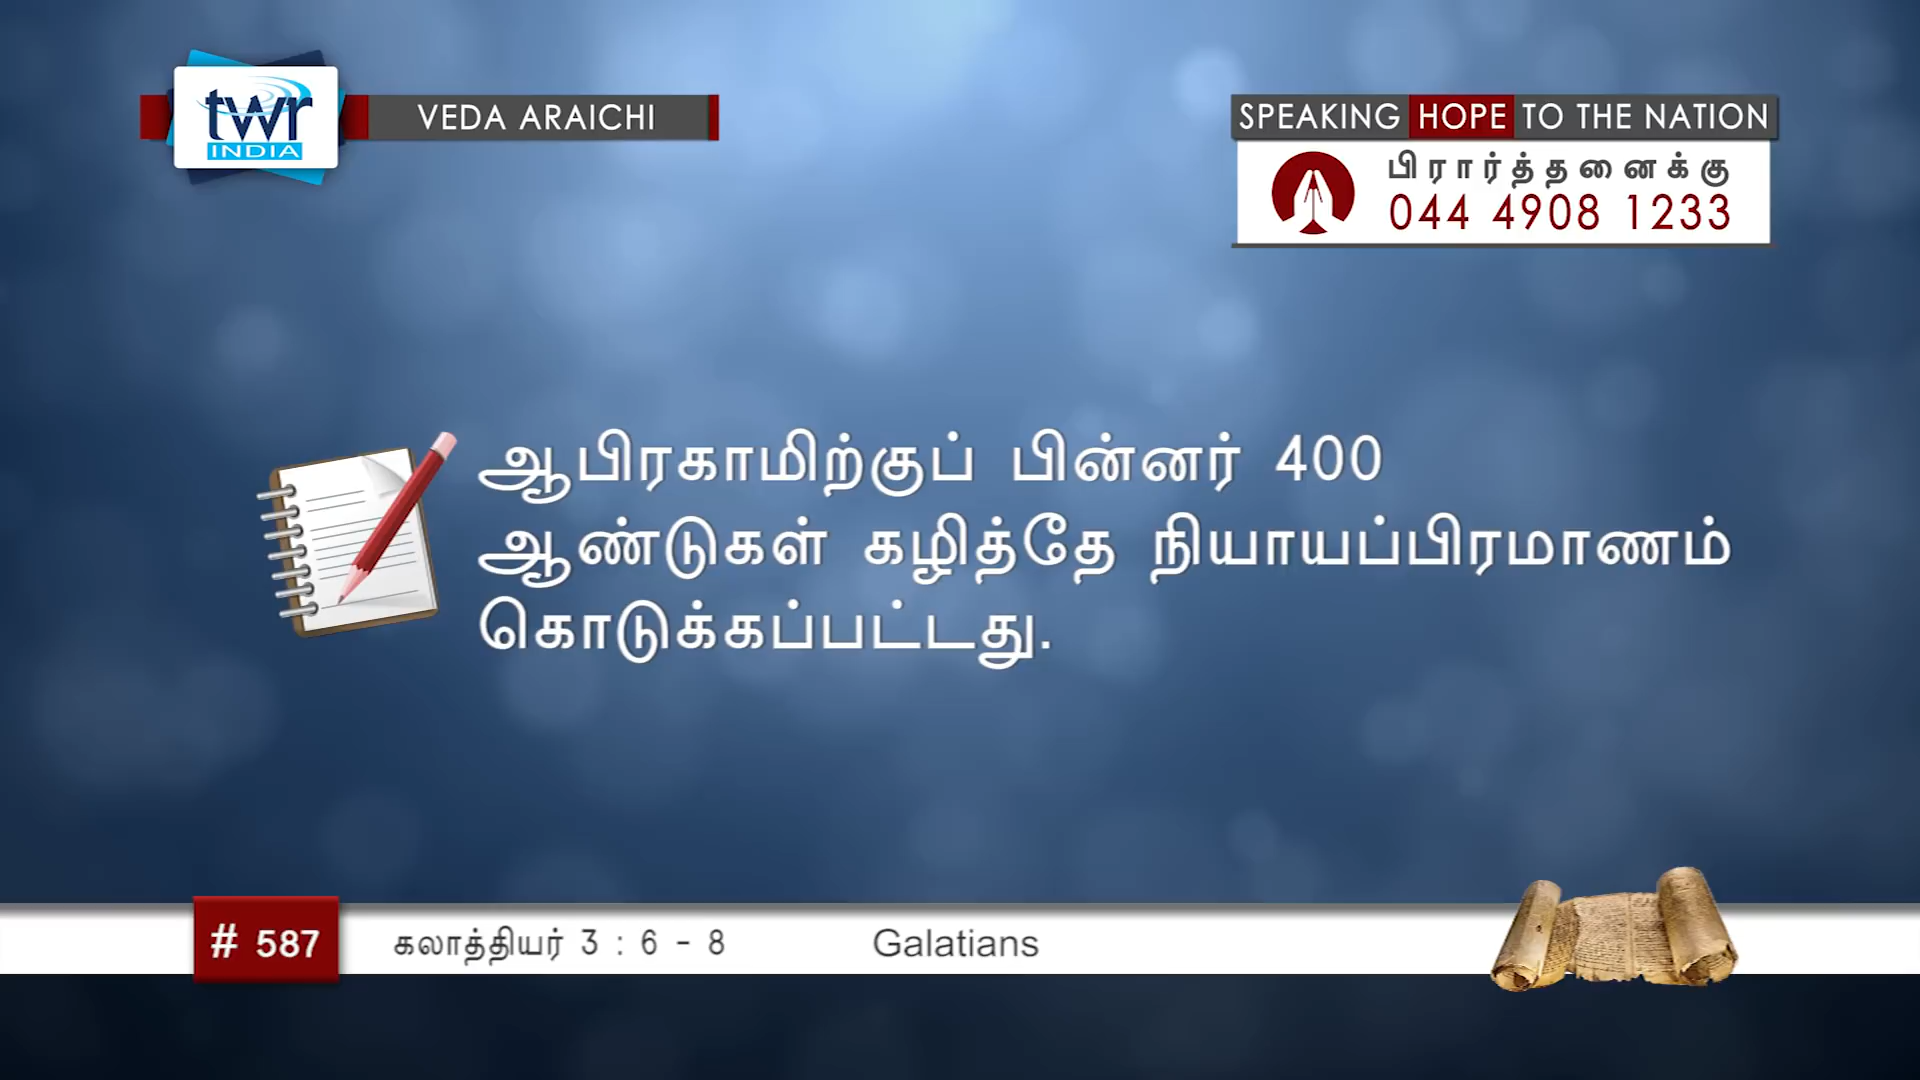 twr
INDIA
VEDA ARAICHI
SPEAKING HOPE TO THE NATION
பிரார்த்தனைக்கு
044 4908 1233
ஆபிரகாமிற்குப் பின்னர் 400
ஆண்டுகள் கழித்தே நியாயப்பிரமாணம்
கொடுக்கப்பட்டது.
# 587
கலாத்தியர் 3 : 6 - 8
Galatians